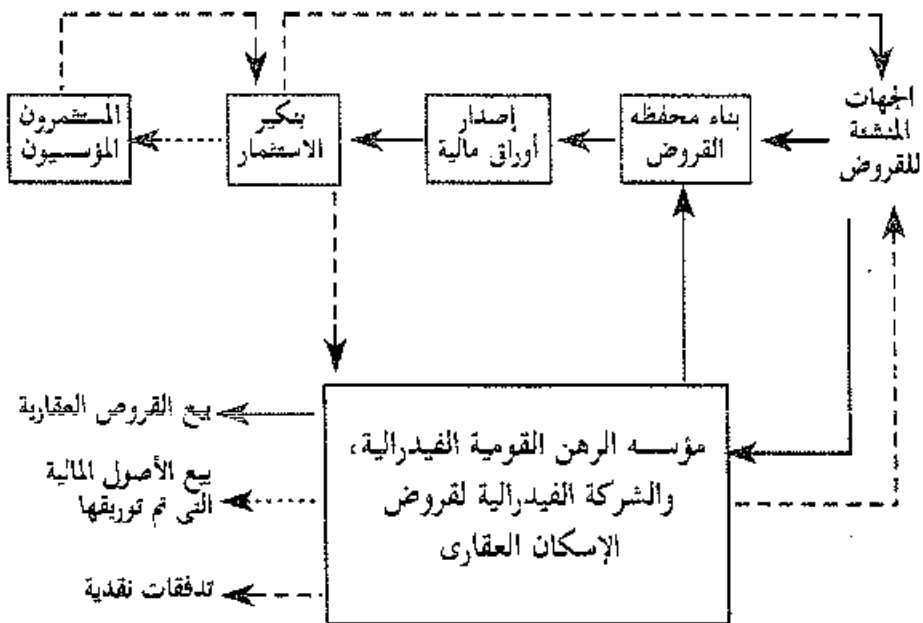 الجهات
المنشئة
للقروض
بناء محفظه
القروض
إصدار
أوراق مالية
بنكير
الاستثمار
المستثمرون
المؤسسيون
مؤسسه الرهن القومية الفيدرالية،
والشركة الفيدرالية لقروض
الإسكان العقارى
بيع القروض العقارية
بيع الأصول المالية
التى تم توريقها
تدفقات نقدية